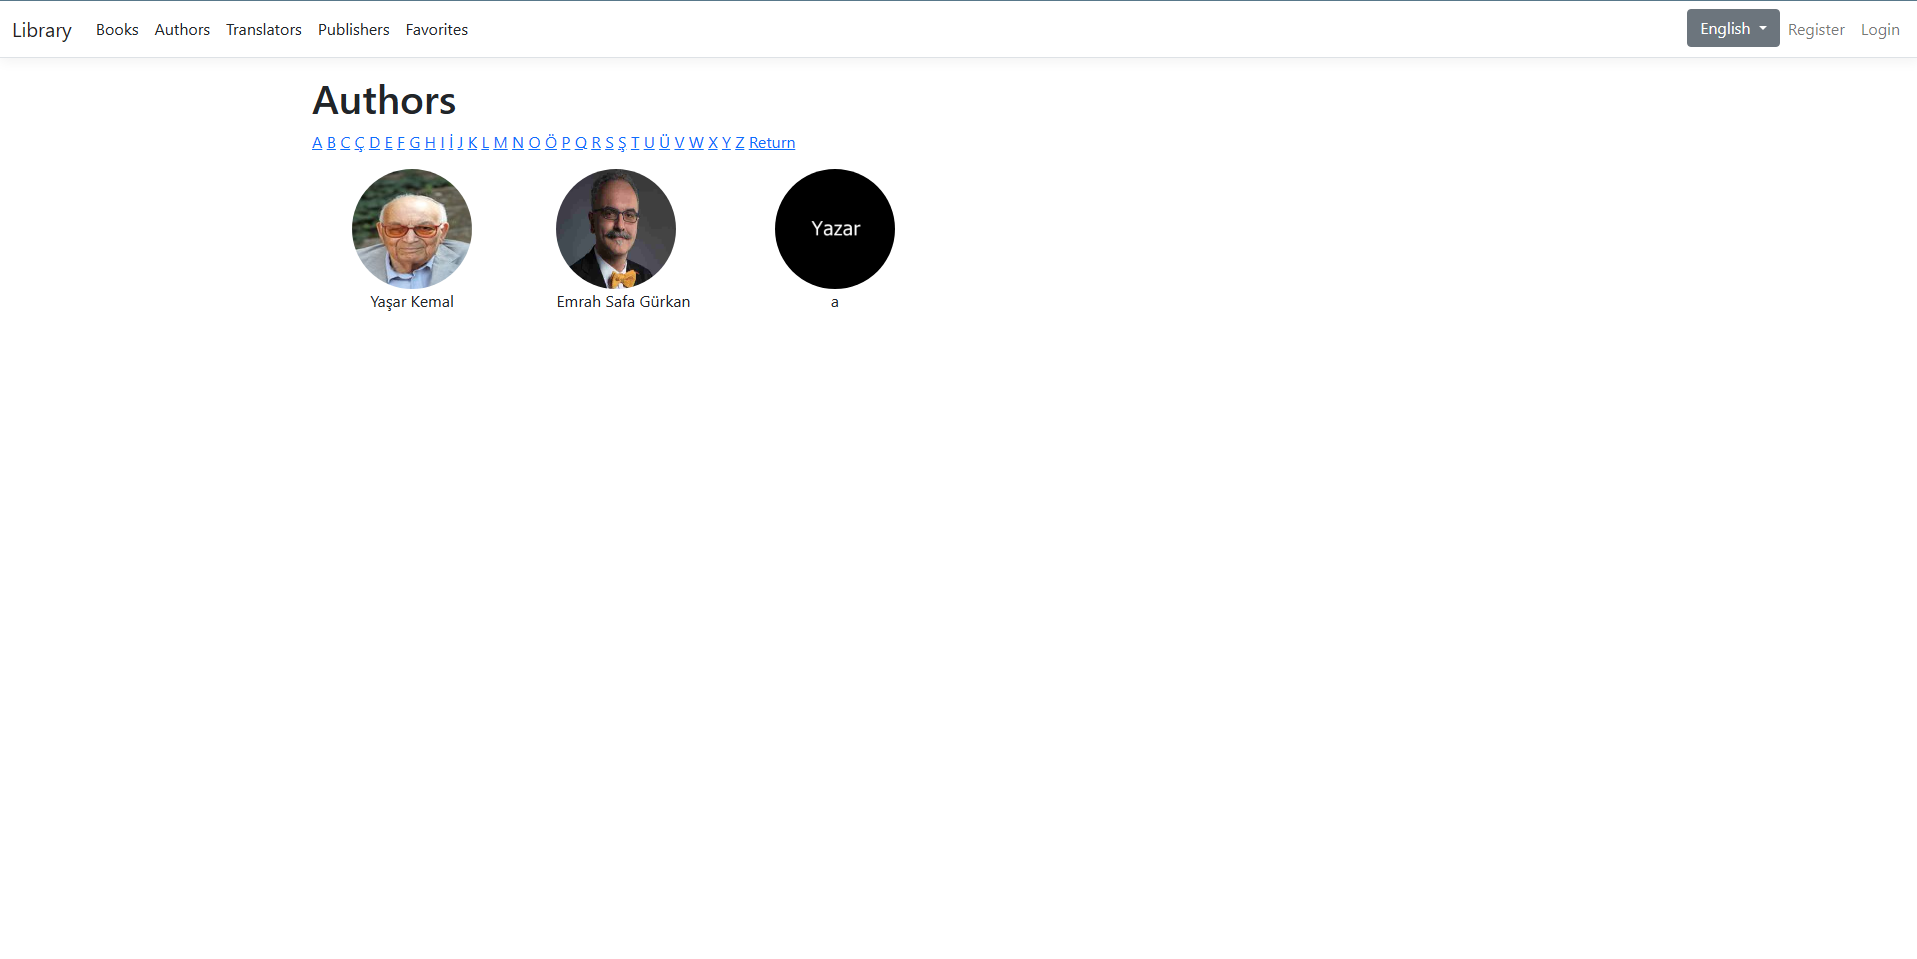 Library Books Authors Translators Publishers Favorites English Register Login
Authors
A B C Ç D E F G H I İ J K L M N O Ö P Q R S Ş T U Ü V W X Y Z Return
Yazar
Yaşar Kemal Emrah Safa Gürkan a